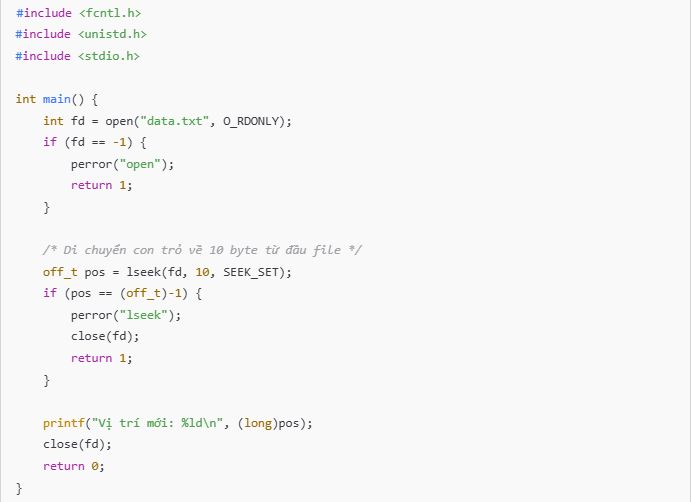 #include <fcntl.h>
#include <unistd.h>
#include <stdio.h>

int main() {
    int fd = open("data.txt", O_RDONLY);
    if (fd == -1) {
        perror("open");
        return 1;
    }

    /* Di chuyển con trỏ về 10 byte từ đầu file */
    off_t pos = lseek(fd, 10, SEEK_SET);
    if (pos == (off_t)-1) {
        perror("lseek");
        close(fd);
        return 1;
    }

    printf("Vị trí mới: %ld\n", (long)pos);
    close(fd);
    return 0;
}